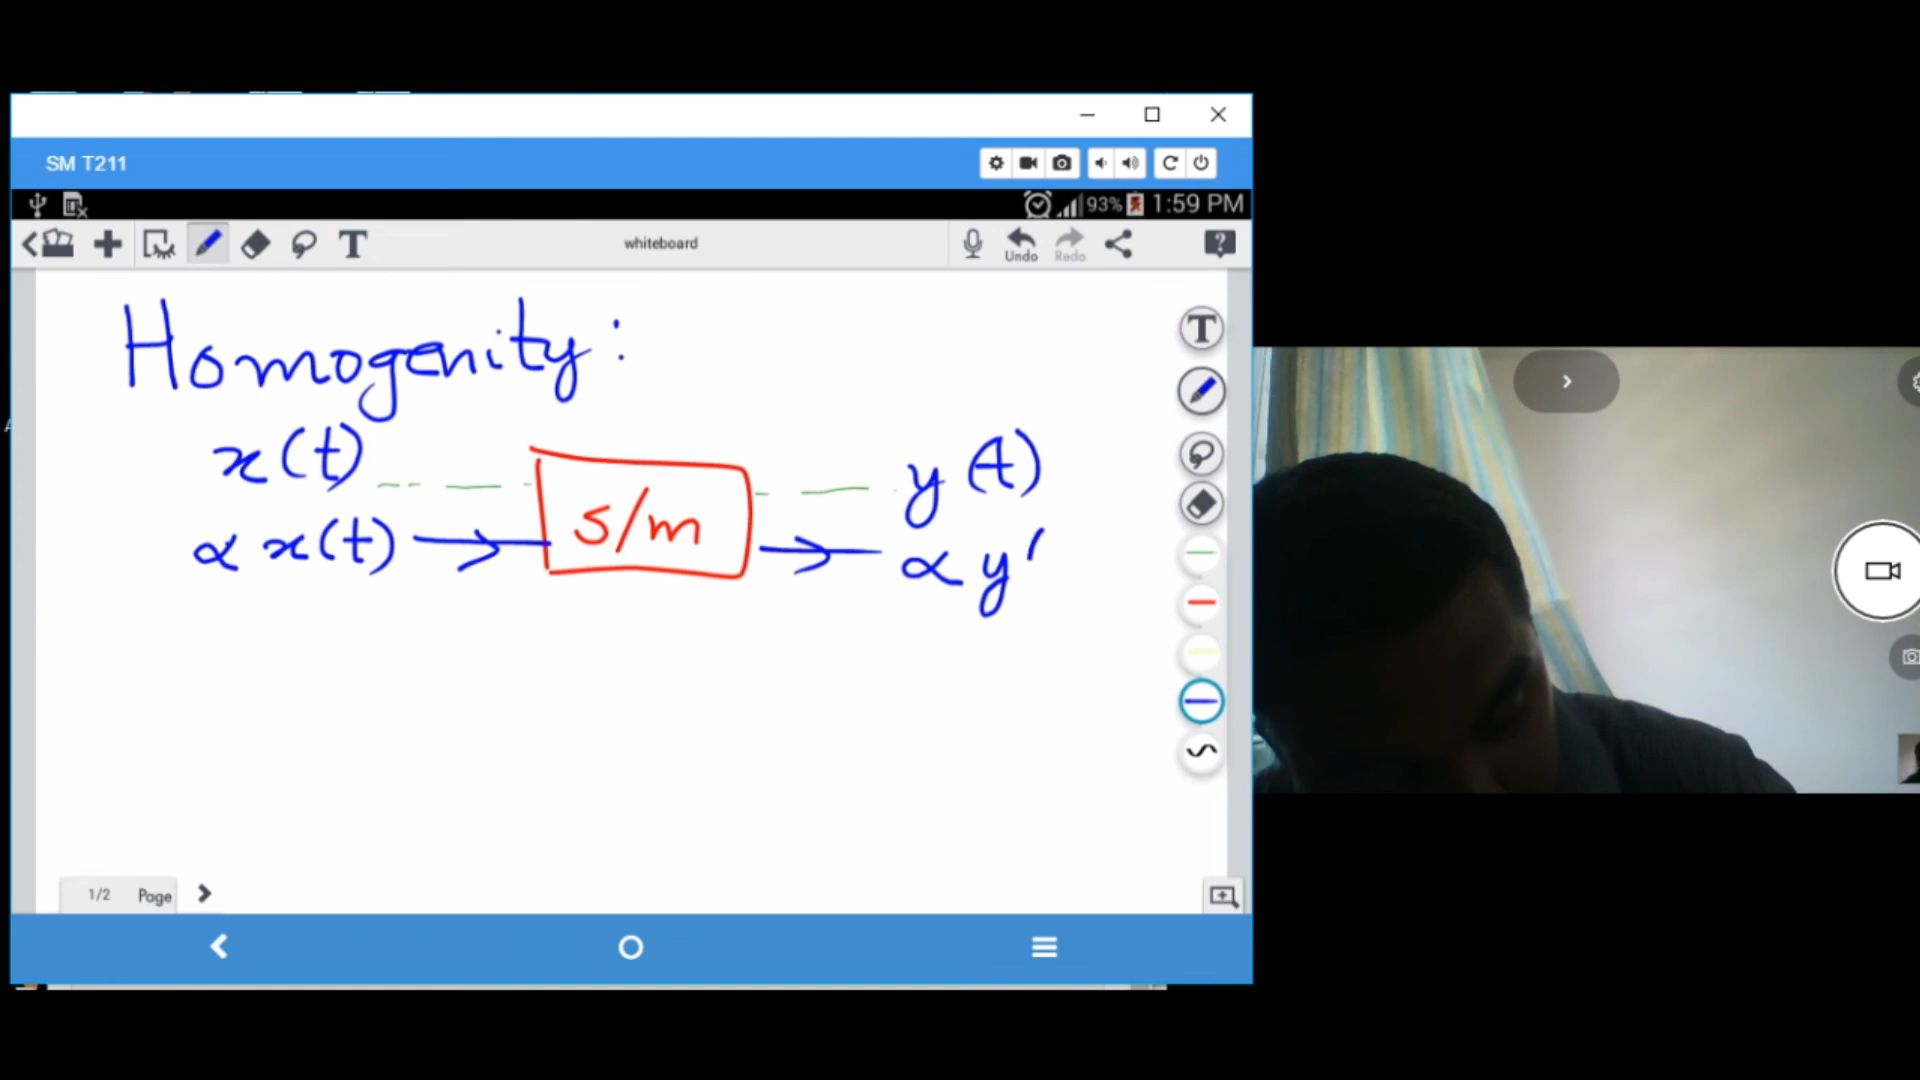 SM T211
93% 1:59 PM
T whiteboard Undo Redo
Homogenity:
x(t) y(t)
s/m
α x(t) α y
1/2 Page